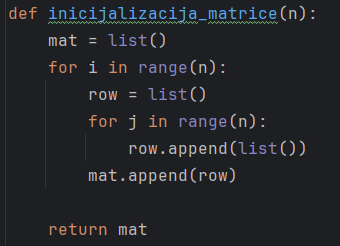 def inicijalizacija_matrice(n):
    mat = list()
    for i in range(n):
        row = list()
        for j in range(n):
            row.append(list())
        mat.append(row)

    return mat